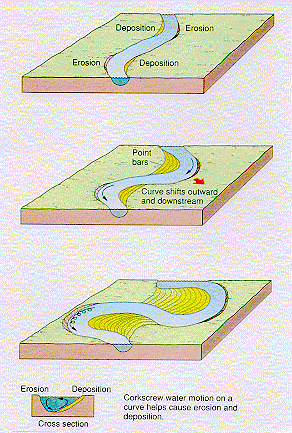 Deposition
Erosion
Erosion
Deposition
Point
bars
Curve shifts outward
and downstream
Erosion
Deposition
Cross section
Corkscrew water motion on a
curve helps cause erosion and
deposition.